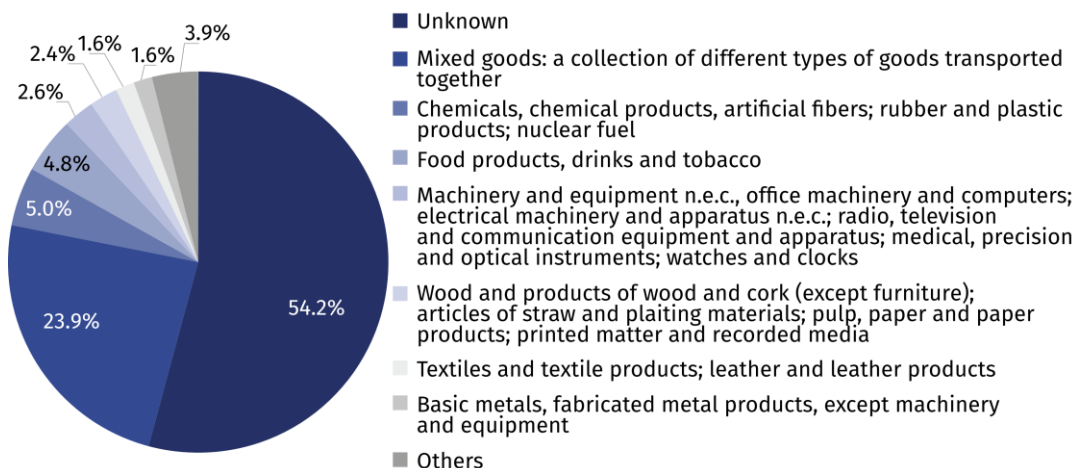 3.9%
1.6%
1.6%
2.4%
2.6%
4.8%
5.0%
23.9%
54.2%
Unknown
Mixed goods: a collection of different types of goods transported
together
Chemicals, chemical products, artificial fibers; rubber and plastic
products; nuclear fuel
Food products, drinks and tobacco
Machinery and equipment n.e.c., office machinery and computers;
electrical machinery and apparatus n.e.c.; radio, television
and communication equipment and apparatus; medical, precision
and optical instruments; watches and clocks
Wood and products of wood and cork (except furniture);
articles of straw and plaiting materials; pulp, paper and paper
products; printed matter and recorded media
Textiles and textile products; leather and leather products
Basic metals, fabricated metal products, except machinery
and equipment
Others